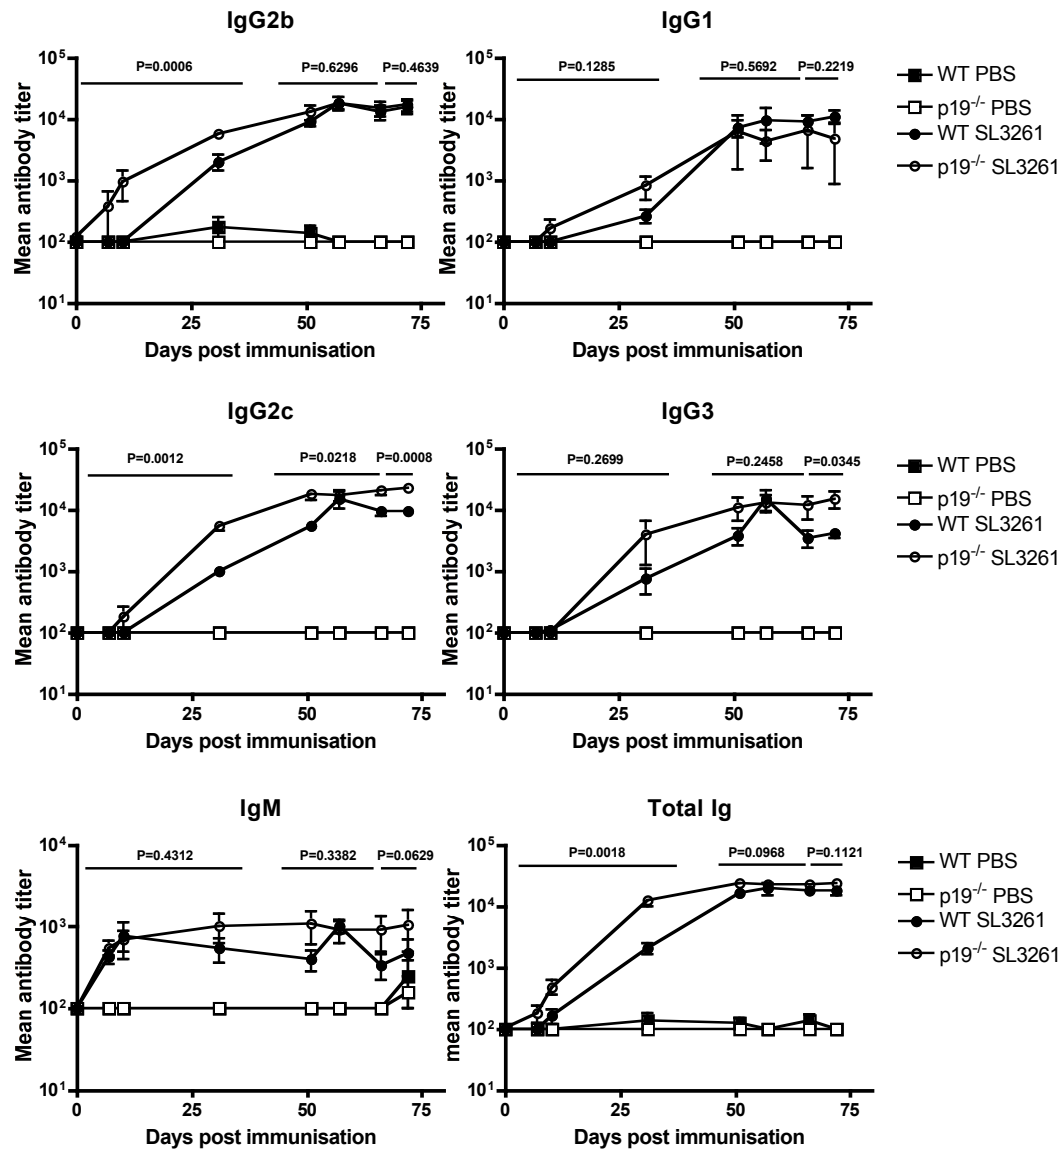 IgG2b
P=0.0006
P=0.6296
P=0.4639
Mean antibody titer
10⁵
10⁴
10³
10²
10¹
0
25
50
75
Days post immunisation
IgG1
P=0.1285
P=0.5692
P=0.2219
Mean antibody titer
10⁵
10⁴
10³
10²
10¹
0
25
50
75
Days post immunisation
WT PBS
p19⁻/⁻ PBS
WT SL3261
p19⁻/⁻ SL3261
IgG2c
P=0.0012
P=0.0218
P=0.0008
Mean antibody titer
10⁵
10⁴
10³
10²
10¹
0
25
50
75
Days post immunisation
IgG3
P=0.2699
P=0.2458
P=0.0345
Mean antibody titer
10⁵
10⁴
10³
10²
10¹
0
25
50
75
Days post immunisation
WT PBS
p19⁻/⁻ PBS
WT SL3261
p19⁻/⁻ SL3261
IgM
P=0.4312
P=0.3382
P=0.0629
Mean antibody titer
10⁴
10³
10²
10¹
0
25
50
75
Days post immunisation
Total Ig
P=0.0018
P=0.0968
P=0.1121
mean antibody titer
10⁵
10⁴
10³
10²
10¹
0
25
50
75
Days post immunisation
WT PBS
p19⁻/⁻ PBS
WT SL3261
p19⁻/⁻ SL3261